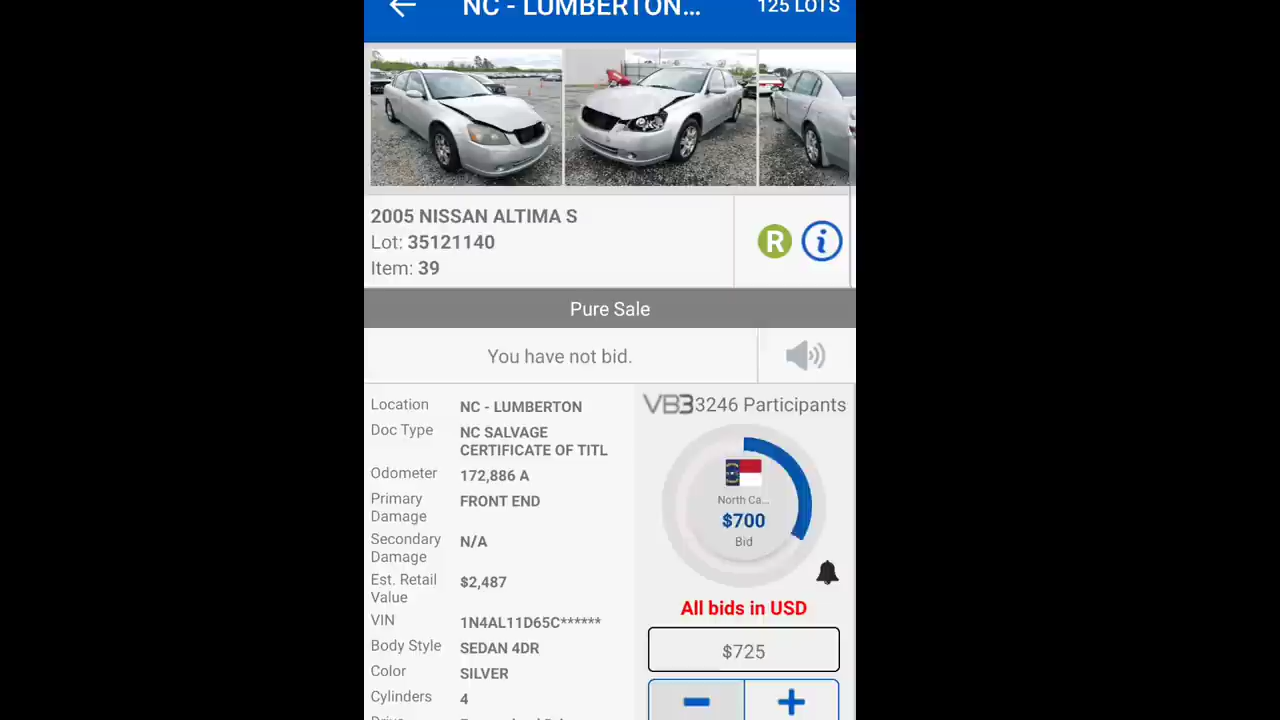 NC - LUMBERTON...
125 LOTS
2005 NISSAN ALTIMA S
Lot: 35121140
Item: 39
R
i
Pure Sale
You have not bid.
Location NC - LUMBERTON
Doc Type NC SALVAGE
CERTIFICATE OF TITL
Odometer 172,886 A
Primary
Damage
FRONT END
Secondary
Damage
N/A
Est. Retail
Value
$2,487
VIN 1N4AL11D65C******
Body Style SEDAN 4DR
Color SILVER
Cylinders 4
VB3 3246 Participants
North Ca...
$700
Bid
All bids in USD
$725